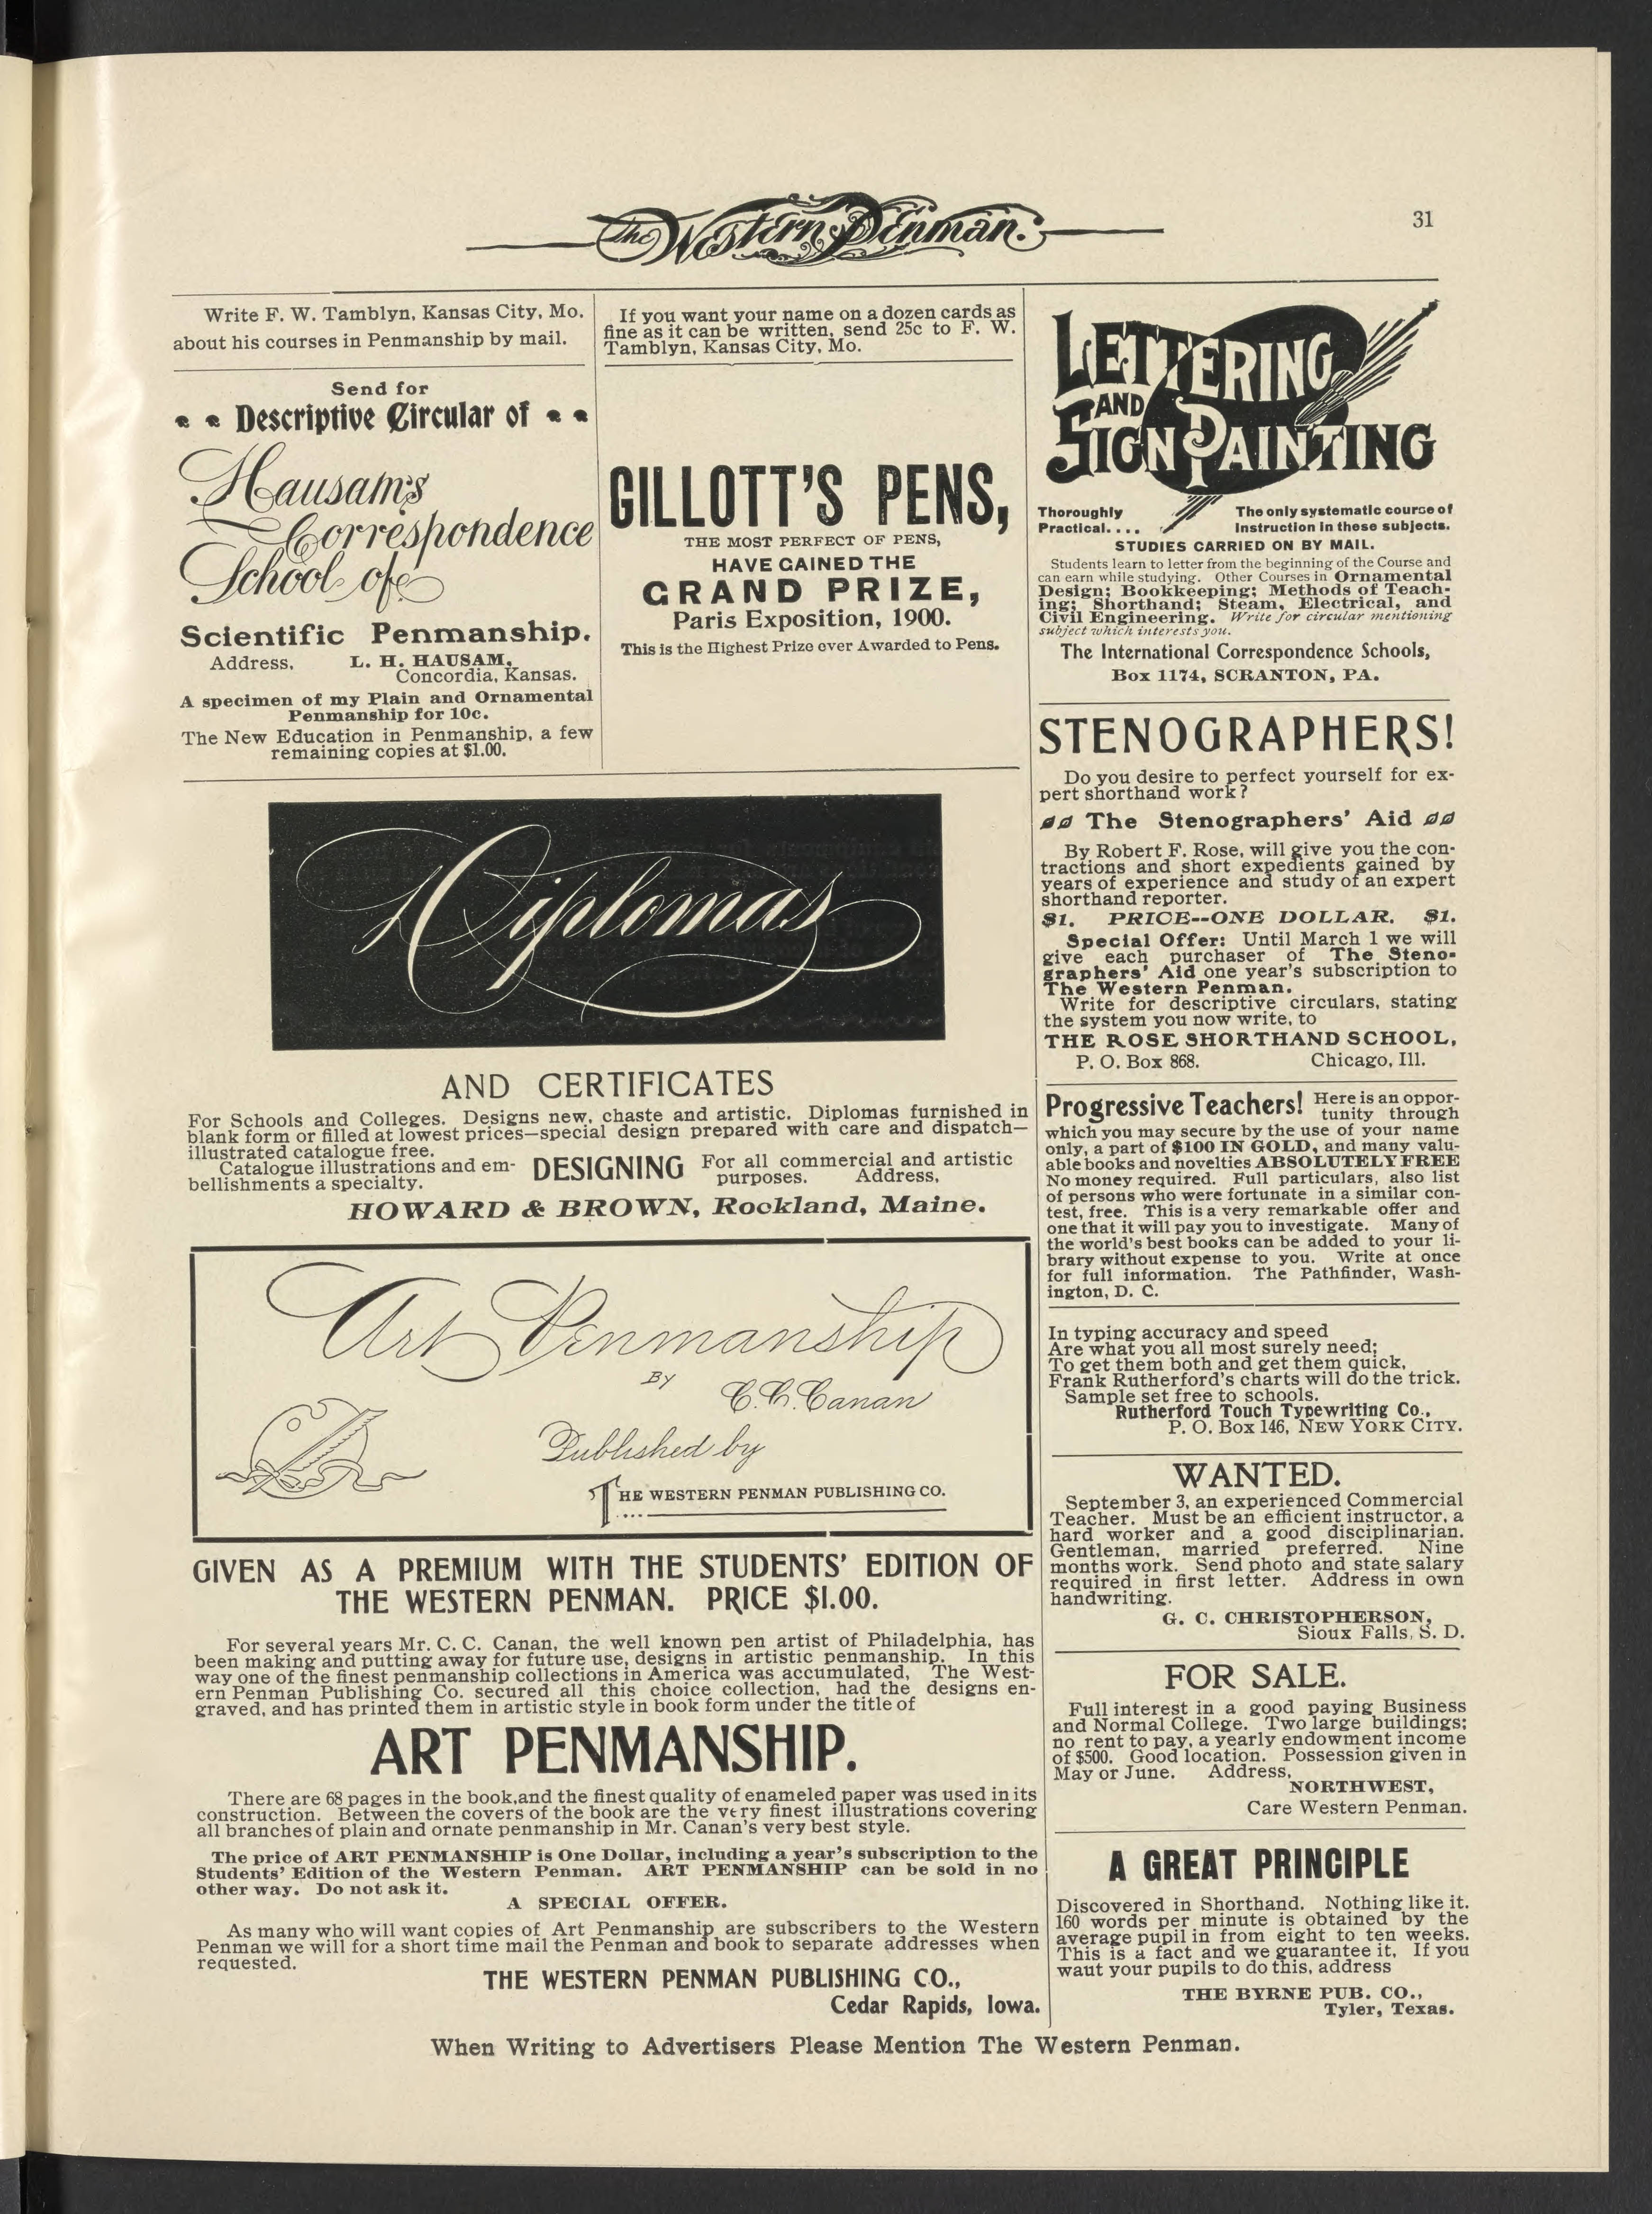 The Western Penman.
31
Write F. W. Tamblyn, Kansas City, Mo.
about his courses in Penmanship by mail.
Send for
Descriptive Circular of
Hausam's
Correspondence
School of
Scientific Penmanship.
Address, L. H. HAUSAM,
Concordia, Kansas.
A specimen of my Plain and Ornamental
Penmanship for 10c.
The New Education in Penmanship, a few
remaining copies at $1.00.
If you want your name on a dozen cards as
fine as it can be written, send 25c to F. W.
Tamblyn, Kansas City, Mo.
GILLOTT'S PENS,
THE MOST PERFECT OF PENS,
HAVE GAINED THE
GRAND PRIZE,
Paris Exposition, 1900.
This is the Highest Prize ever Awarded to Pens.
Diplomas
AND CERTIFICATES
For Schools and Colleges. Designs new, chaste and artistic. Diplomas furnished in
blank form or filled at lowest prices—special design prepared with care and dispatch—
illustrated catalogue free.
Catalogue illustrations and em-
bellishments a specialty.
DESIGNING
For all commercial and artistic
purposes. Address,
HOWARD & BROWN, Rockland, Maine.
Art Penmanship
BY
C. C. Canan
Published by
THE WESTERN PENMAN PUBLISHING CO.
GIVEN AS A PREMIUM WITH THE STUDENTS' EDITION OF
THE WESTERN PENMAN. PRICE $1.00.
For several years Mr. C. C. Canan, the well known pen artist of Philadelphia, has
been making and putting away for future use, designs in artistic penmanship. In this
way one of the finest penmanship collections in America was accumulated, The West-
ern Penman Publishing Co. secured all this choice collection, had the designs en-
graved, and has printed them in artistic style in book form under the title of
ART PENMANSHIP.
There are 68 pages in the book,and the finest quality of enameled paper was used in its
construction. Between the covers of the book are the very finest illustrations covering
all branches of plain and ornate penmanship in Mr. Canan's very best style.
The price of ART PENMANSHIP is One Dollar, including a year's subscription to the
Students' Edition of the Western Penman. ART PENMANSHIP can be sold in no
other way. Do not ask it.
A SPECIAL OFFER.
As many who will want copies of Art Penmanship are subscribers to the Western
Penman we will for a short time mail the Penman and book to separate addresses when
requested.
THE WESTERN PENMAN PUBLISHING CO.,
Cedar Rapids, Iowa.
LETTERING
AND
SIGN PAINTING
Thoroughly
Practical....
The only systematic course of
Instruction in these subjects.
STUDIES CARRIED ON BY MAIL.
Students learn to letter from the beginning of the Course and
can earn while studying. Other Courses in Ornamental
Design; Bookkeeping; Methods of Teach-
ing; Shorthand; Steam, Electrical, and
Civil Engineering. Write for circular mentioning
subject which interests you.
The International Correspondence Schools,
Box 1174, SCRANTON, PA.
STENOGRAPHERS!
Do you desire to perfect yourself for ex-
pert shorthand work?
The Stenographers' Aid
By Robert F. Rose, will give you the con-
tractions and short expedients gained by
years of experience and study of an expert
shorthand reporter.
$1. PRICE--ONE DOLLAR. $1.
Special Offer: Until March 1 we will
give each purchaser of The Steno-
graphers' Aid one year's subscription to
The Western Penman.
Write for descriptive circulars, stating
the system you now write, to
THE ROSE SHORTHAND SCHOOL,
P. O. Box 868. Chicago, Ill.
Progressive Teachers! Here is an oppor-
tunity through
which you may secure by the use of your name
only, a part of $100 IN GOLD, and many valu-
able books and novelties ABSOLUTELY FREE
No money required. Full particulars, also list
of persons who were fortunate in a similar con-
test, free. This is a very remarkable offer and
one that it will pay you to investigate. Many of
the world's best books can be added to your li-
brary without expense to you. Write at once
for full information. The Pathfinder, Wash-
ington, D. C.
In typing accuracy and speed
Are what you all most surely need;
To get them both and get them quick,
Frank Rutherford's charts will do the trick.
Sample set free to schools.
Rutherford Touch Typewriting Co.,
P. O. Box 146, NEW YORK CITY.
WANTED.
September 3, an experienced Commercial
Teacher. Must be an efficient instructor, a
hard worker and a good disciplinarian.
Gentleman, married preferred. Nine
months work. Send photo and state salary
required in first letter. Address in own
handwriting.
G. C. CHRISTOPHERSON,
Sioux Falls, S. D.
FOR SALE.
Full interest in a good paying Business
and Normal College. Two large buildings;
no rent to pay, a yearly endowment income
of $500. Good location. Possession given in
May or June. Address,
NORTHWEST,
Care Western Penman.
A GREAT PRINCIPLE
Discovered in Shorthand. Nothing like it.
160 words per minute is obtained by the
average pupil in from eight to ten weeks.
This is a fact and we guarantee it. If you
want your pupils to do this, address
THE BYRNE PUB. CO.,
Tyler, Texas.
When Writing to Advertisers Please Mention The Western Penman.